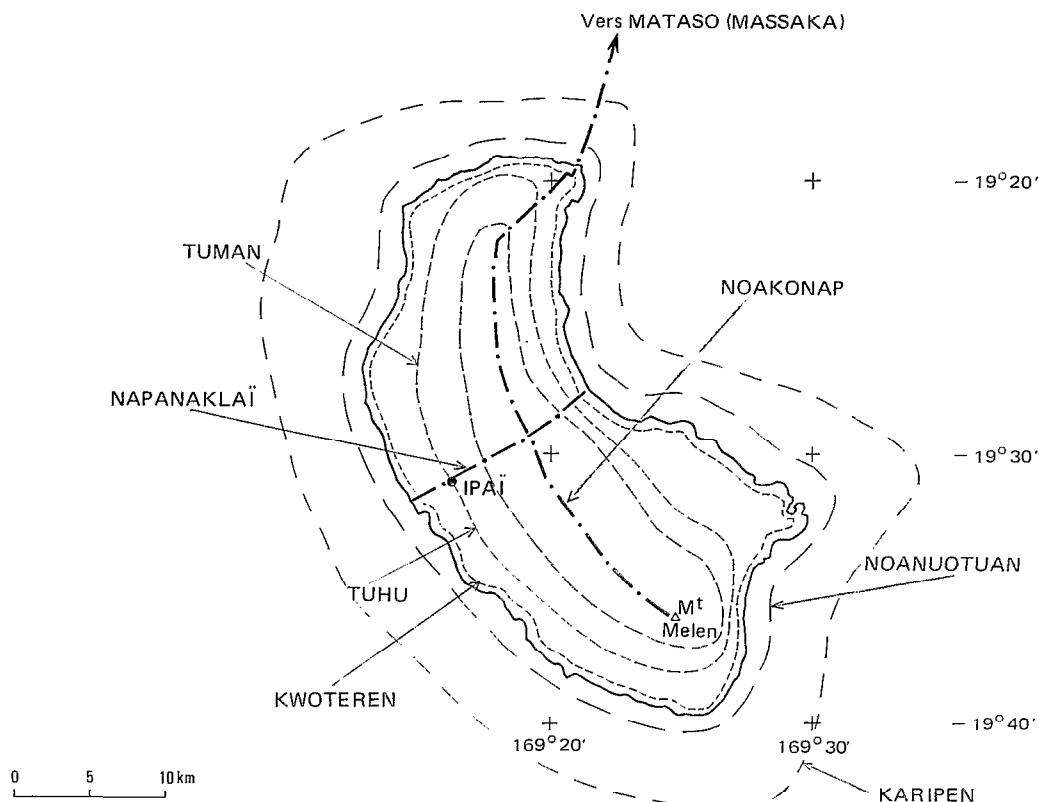 Vers MATASO (MASSAKA)
– 19° 20'
TUMAN
NOAKONAP
NAPANAKLAÏ
– 19° 30'
IPAÏ
NOANUOTUAN
TUHU
Mt
Melen
KWOTEREN
– 19° 40'
169° 20'
169° 30'
0 5 10 km
KARIPEN